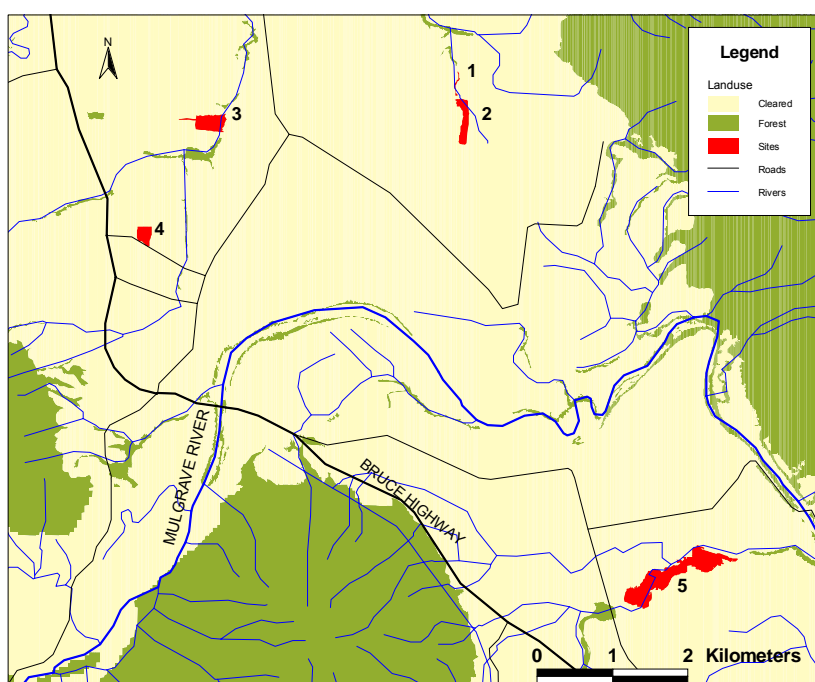 N
1
2
3
4
Legend
Landuse
Cleared
Forest
Sites
Roads
Rivers
MULGRAVE RIVER
BRUCE HIGHWAY
5
0 1 2 Kilometers